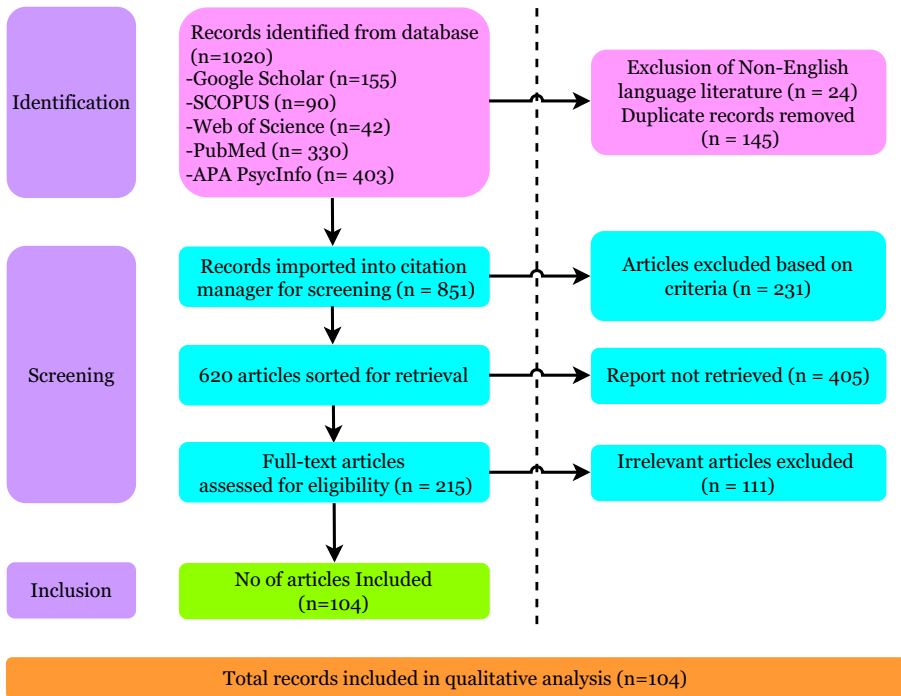 Identification
Records identified from database
(n=1020)
-Google Scholar (n=155)
-SCOPUS (n=90)
-Web of Science (n=42)
-PubMed (n= 330)
-APA PsycInfo (n= 403)
Exclusion of Non-English
language literature (n = 24)
Duplicate records removed
(n = 145)
Screening
Records imported into citation
manager for screening (n = 851)
Articles excluded based on
criteria (n = 231)
620 articles sorted for retrieval
Report not retrieved (n = 405)
Full-text articles
assessed for eligibility (n = 215)
Irrelevant articles excluded
(n = 111)
Inclusion
No of articles Included
(n=104)
Total records included in qualitative analysis (n=104)